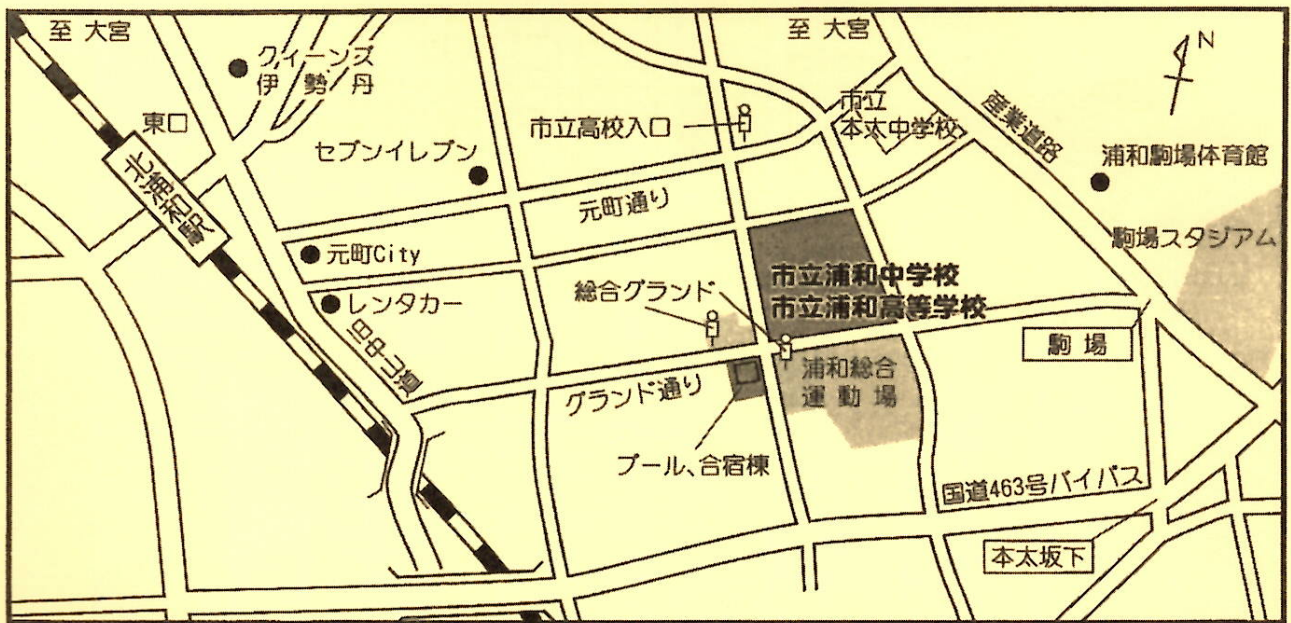 至 大宮
クィーンズ
伊勢丹
東口
北浦和駅
セブンイレブン
市立高校入口
元町通り
元町City
レンタカー
旧中山道
総合グランド
グランド通り
プール、合宿棟
至 大宮
市立
本太中学校
産業道路
N
浦和駒場体育館
駒場スタジアム
市立浦和中学校
市立浦和高等学校
駒 場
浦和総合
運動場
国道463号バイパス
本太坂下